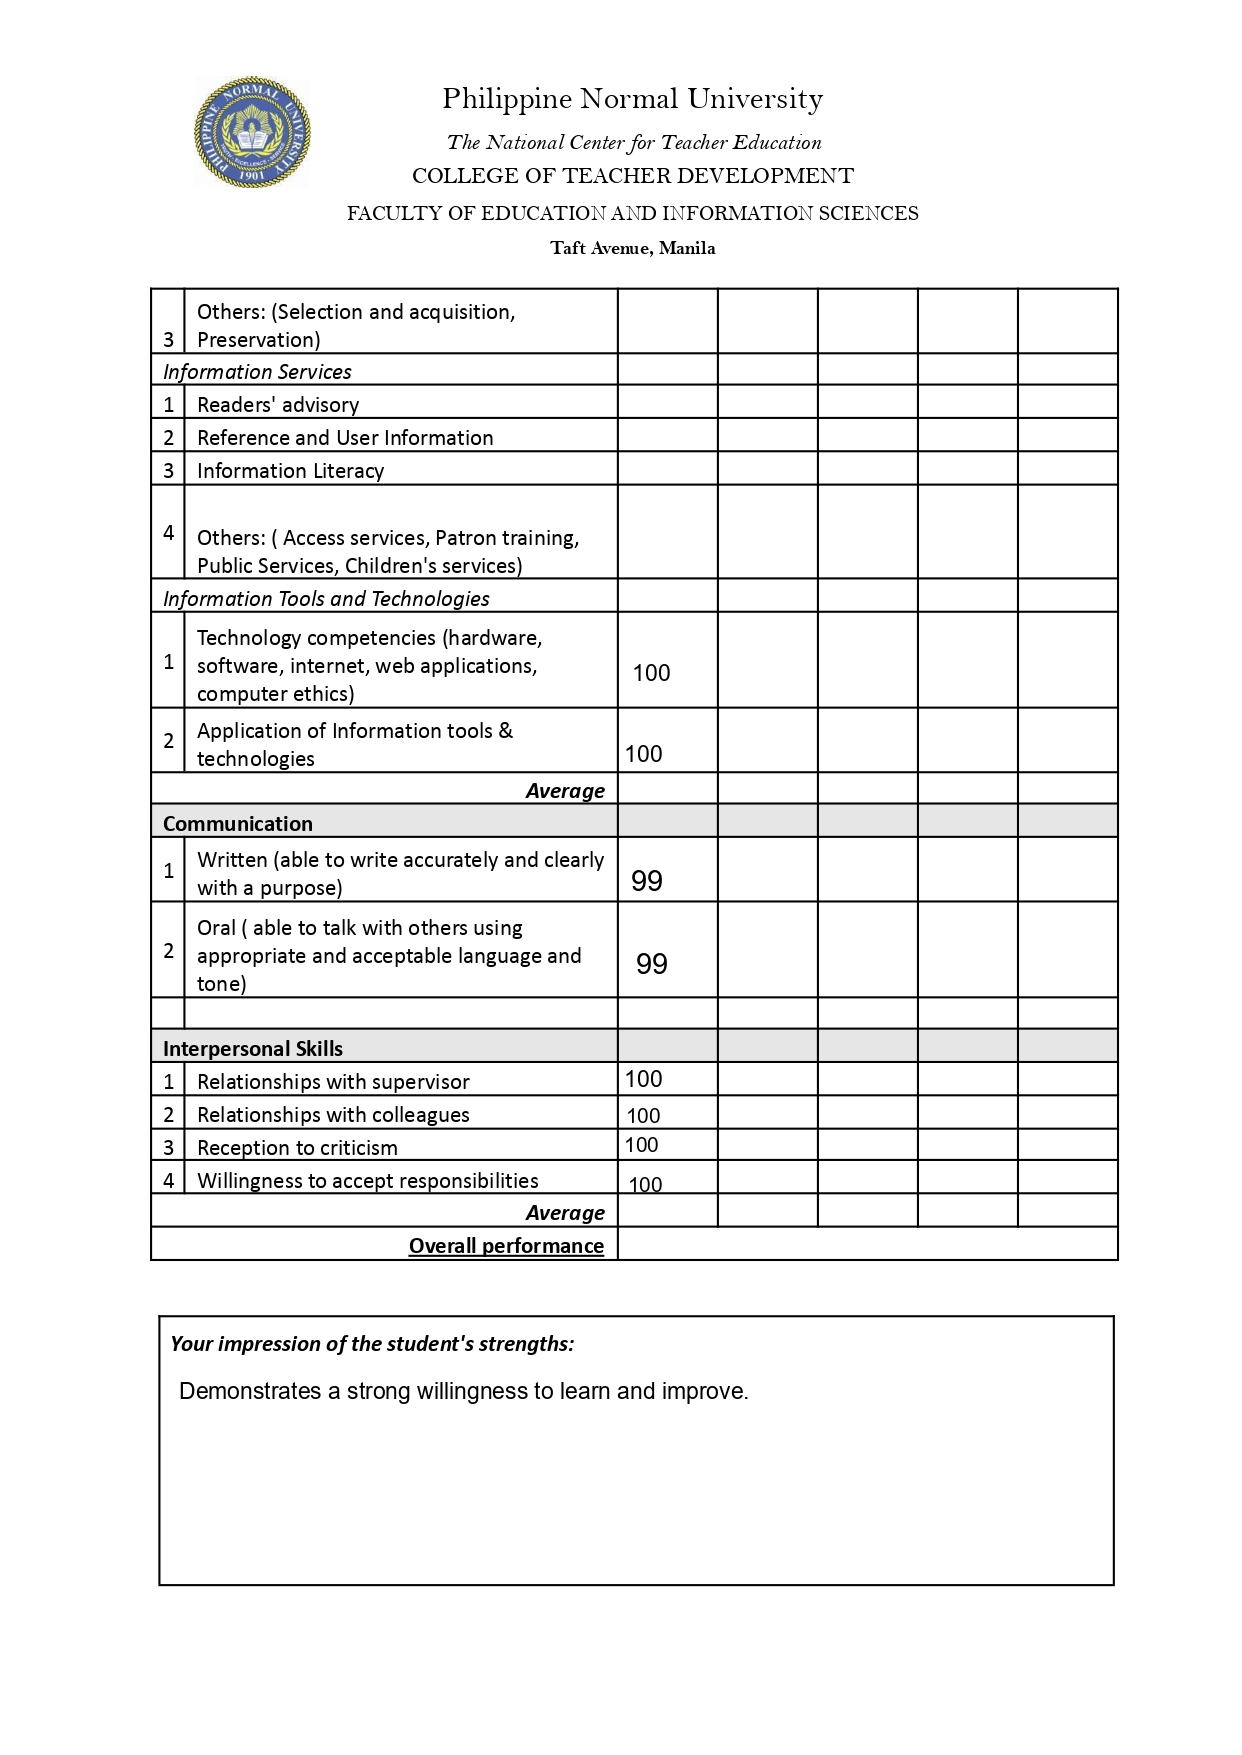 PHILIPPINE NORMAL UNIVERSITY
1901
Philippine Normal University
The National Center for Teacher Education
COLLEGE OF TEACHER DEVELOPMENT
FACULTY OF EDUCATION AND INFORMATION SCIENCES
Taft Avenue, Manila
Others: (Selection and acquisition,
3 Preservation)
Information Services
1 Readers' advisory
2 Reference and User Information
3 Information Literacy
4 Others: ( Access services, Patron training,
Public Services, Children's services)
Information Tools and Technologies
Technology competencies (hardware,
1 software, internet, web applications, 100
computer ethics)
2 Application of Information tools &
technologies 100
Average
Communication
1 Written (able to write accurately and clearly
with a purpose) 99
Oral ( able to talk with others using
2 appropriate and acceptable language and 99
tone)
Interpersonal Skills
1 Relationships with supervisor 100
2 Relationships with colleagues 100
3 Reception to criticism 100
4 Willingness to accept responsibilities 100
Average
Overall performance
Your impression of the student's strengths:
Demonstrates a strong willingness to learn and improve.